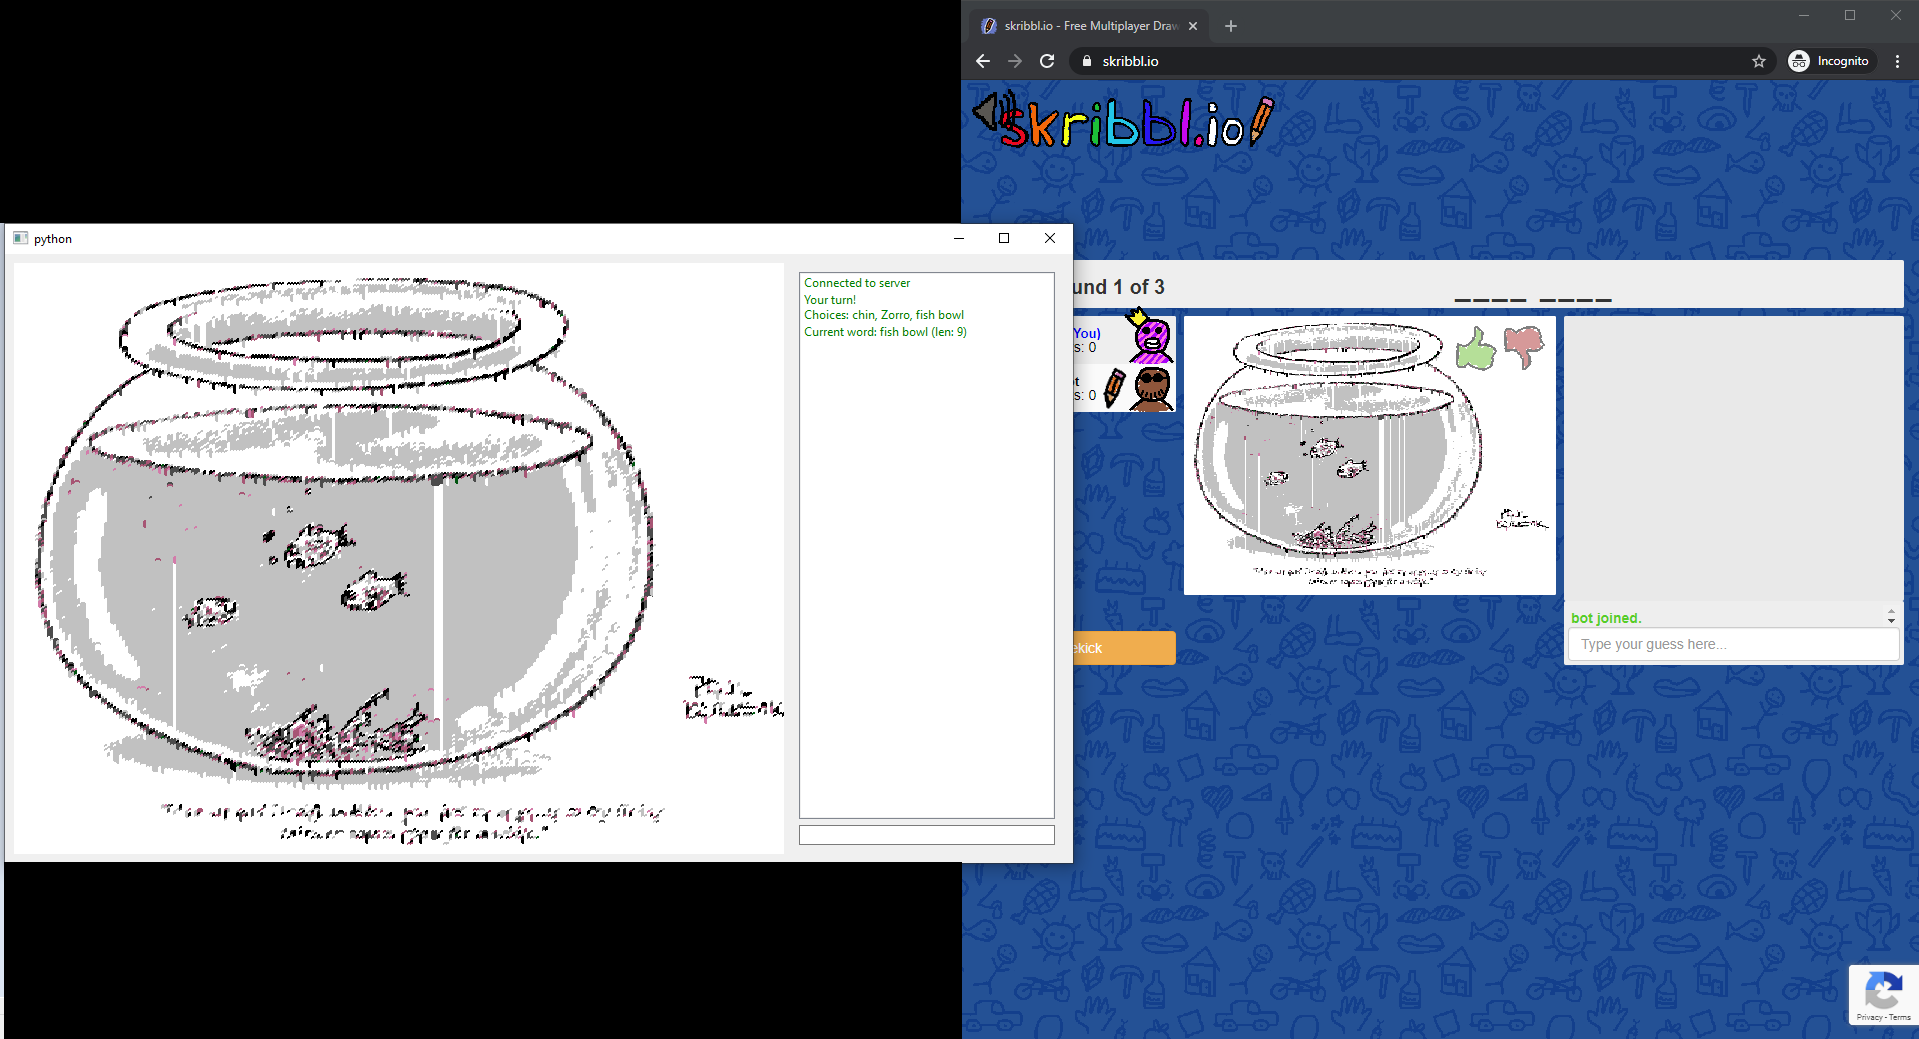 skribbl.io - Free Multiplayer Draw
skribbl.io
Incognito
skribbl.io
python
Connected to server
Your turn!
Choices: chin, Zorro, fish bowl
Current word: fish bowl (len: 9)
und 1 of 3
____ ____
You)
s: 0
ot
s: 0
ekick
bot joined.
Type your guess here...
Privacy - Terms